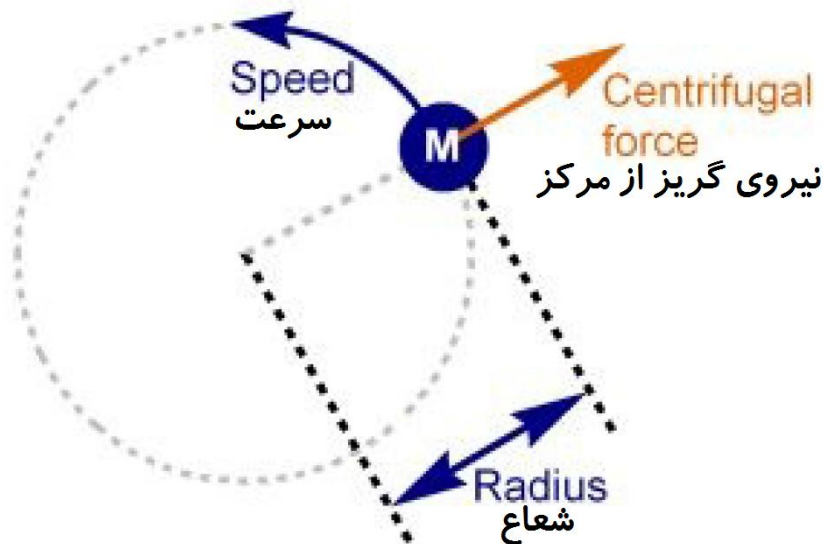 Speed
سرعت
M
Centrifugal
force
نیروی گریز از مرکز
Radius
شعاع